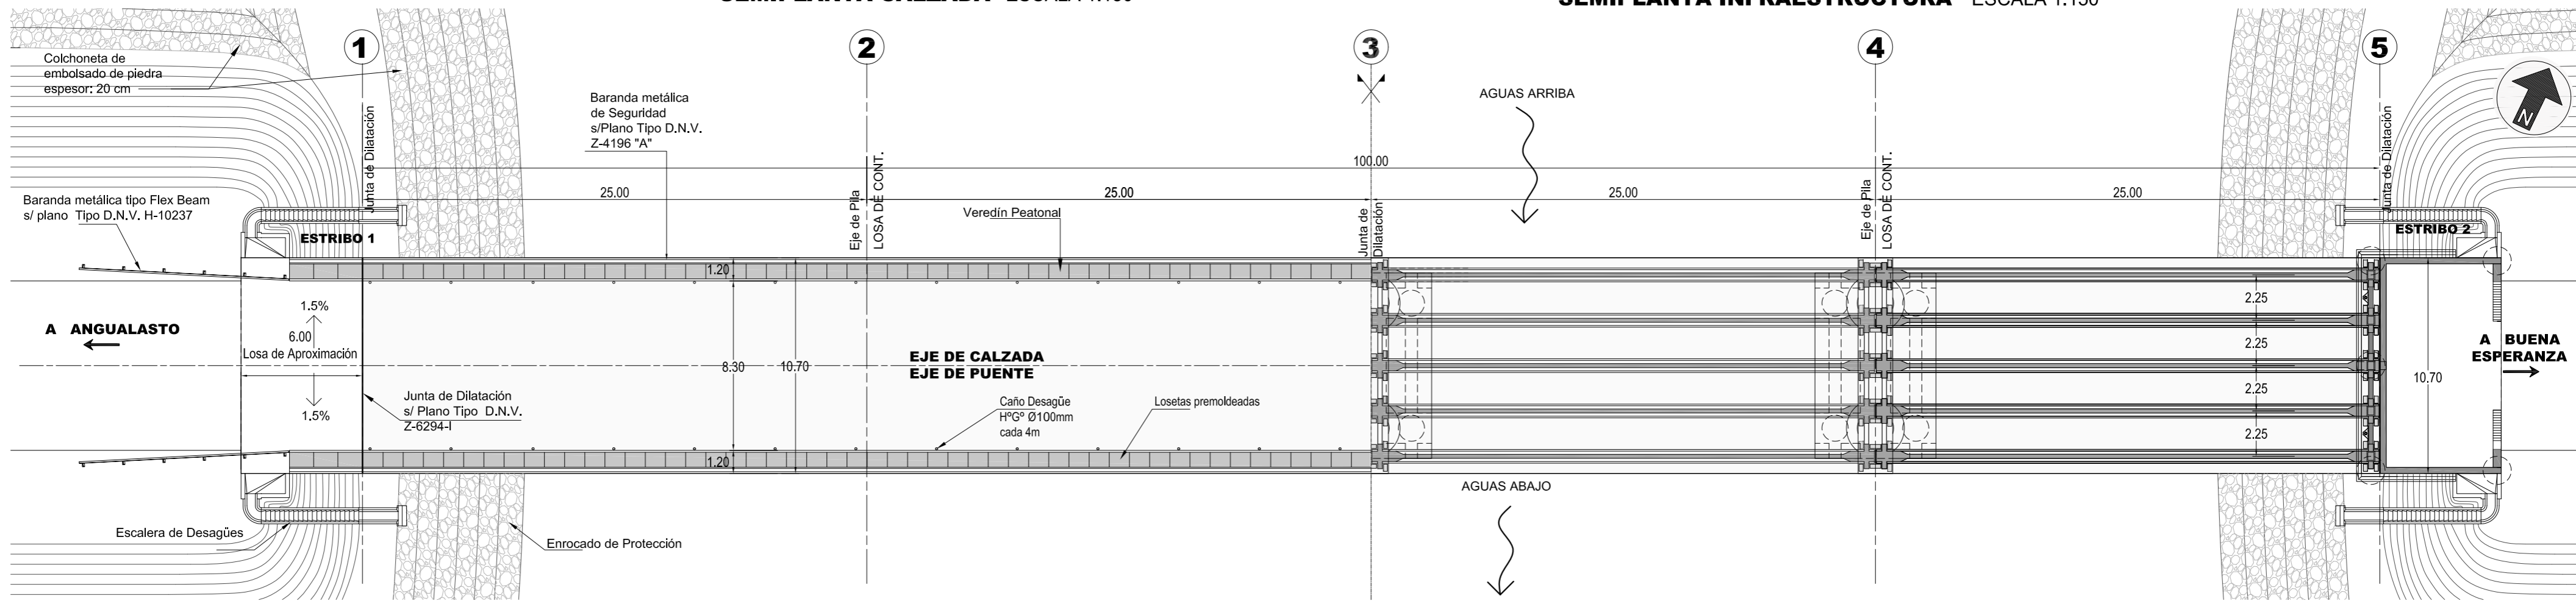 SEMIPLANTA CALZADA
SEMIPLANTA INFRAESTRUCTURA ESCALA 1:150
1
2
3
4
5
Colchoneta de
embolsado de piedra
espesor: 20 cm
Junta de Dilatación
Baranda metálica
de Seguridad
s/Plano Tipo D.N.V.
Z-4196 "A"
AGUAS ARRIBA
N
Junta de Dilatación
100.00
25.00
25.00
25.00
25.00
Eje de Pila
LOSA DE CONT.
Eje de Pila
LOSA DE CONT.
Baranda metálica tipo Flex Beam
s/ plano Tipo D.N.V. H-10237
Veredín Peatonal
Junta de
Dilatación
ESTRIBO 1
ESTRIBO 2
1.20
1.5%
6.00
Losa de Aproximación
1.5%
A ANGUALASTO
8.30
10.70
EJE DE CALZADA
EJE DE PUENTE
2.25
2.25
2.25
2.25
10.70
A BUENA
ESPERANZA
Junta de Dilatación
s/ Plano Tipo D.N.V.
Z-6294-I
Caño Desagüe
HºGº Ø100mm
cada 4m
Losetas premoldeadas
1.20
AGUAS ABAJO
Escalera de Desagües
Enrocado de Protección